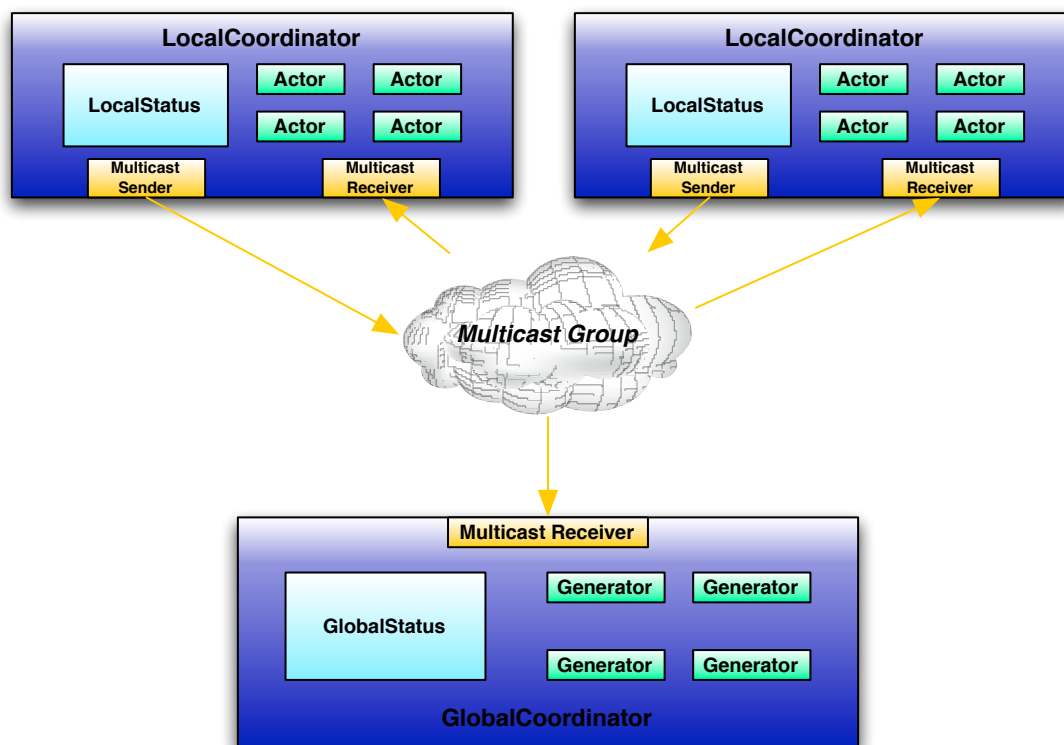 LocalCoordinator
LocalStatus
Actor
Actor
Actor
Actor
Multicast
Sender
Multicast
Receiver
LocalCoordinator
LocalStatus
Actor
Actor
Actor
Actor
Multicast
Sender
Multicast
Receiver
Multicast Group
Multicast Receiver
GlobalStatus
Generator
Generator
Generator
Generator
GlobalCoordinator